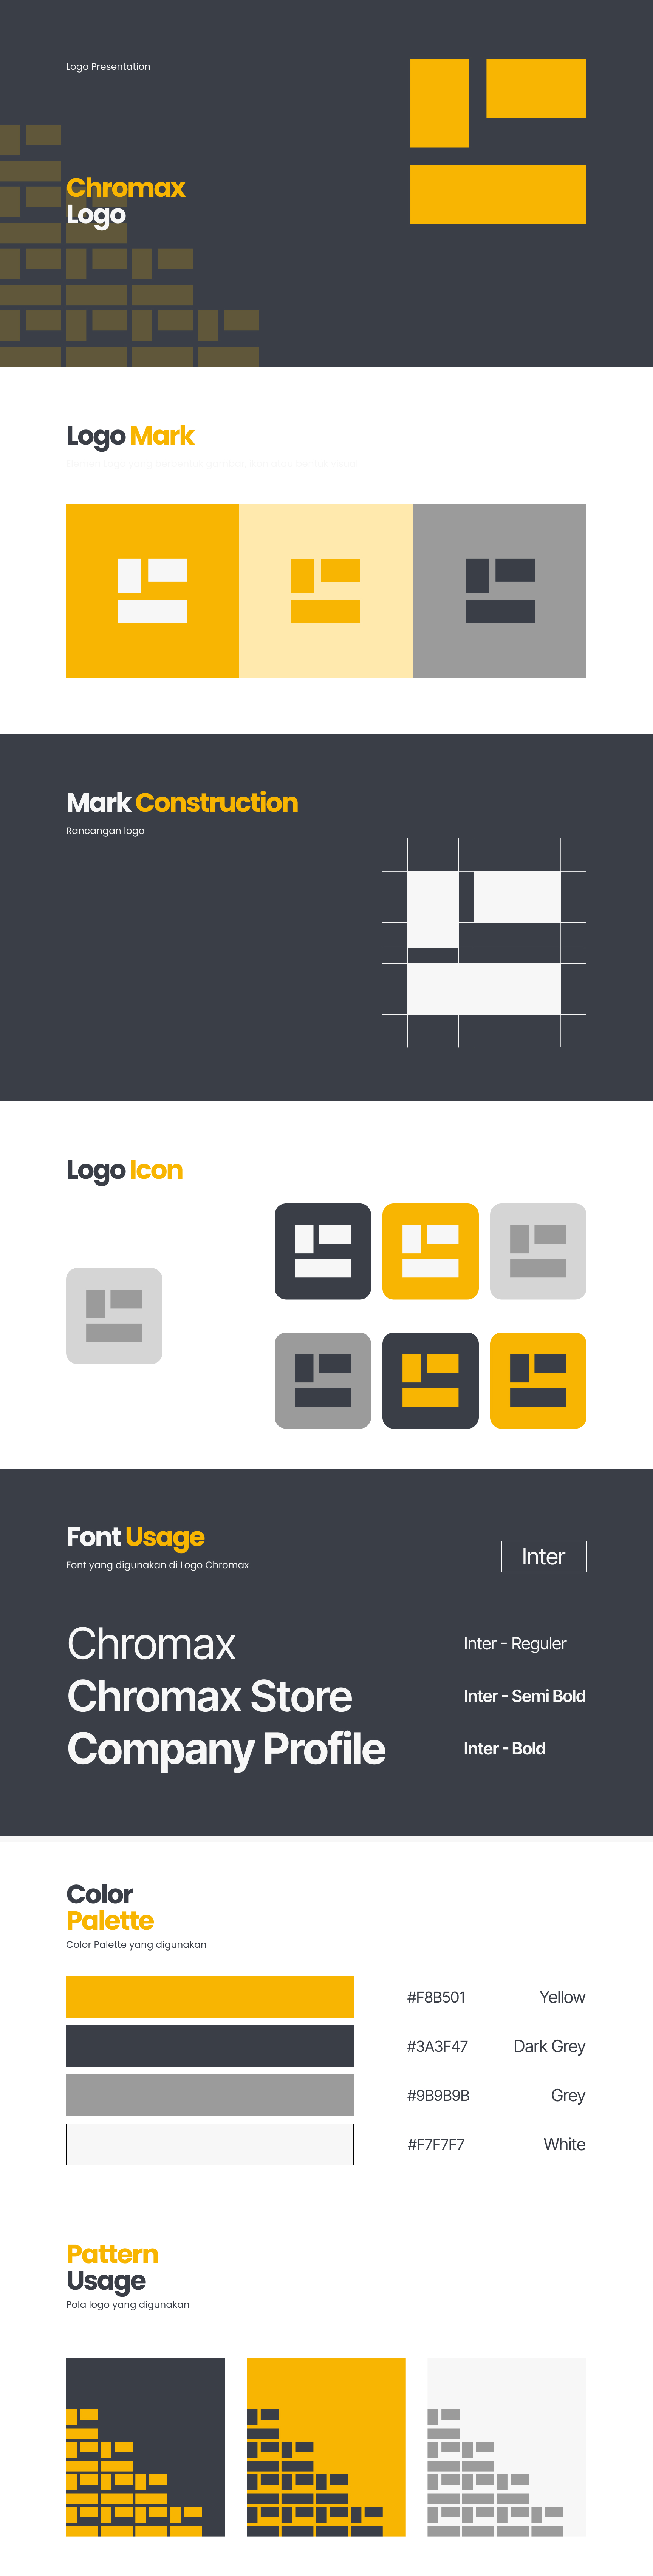 Logo Presentation
Chromax
Logo
Logo Mark
Mark Construction
Rancangan logo
Logo Icon
Font Usage
Font yang digunakan di Logo Chromax
Inter
Chromax
Inter - Reguler
Chromax Store
Inter - Semi Bold
Company Profile
Inter - Bold
Color
Palette
Color Palette yang digunakan
#F8B501 Yellow
#3A3F47 Dark Grey
#9B9B9B Grey
#F7F7F7 White
Pattern
Usage
Pola logo yang digunakan